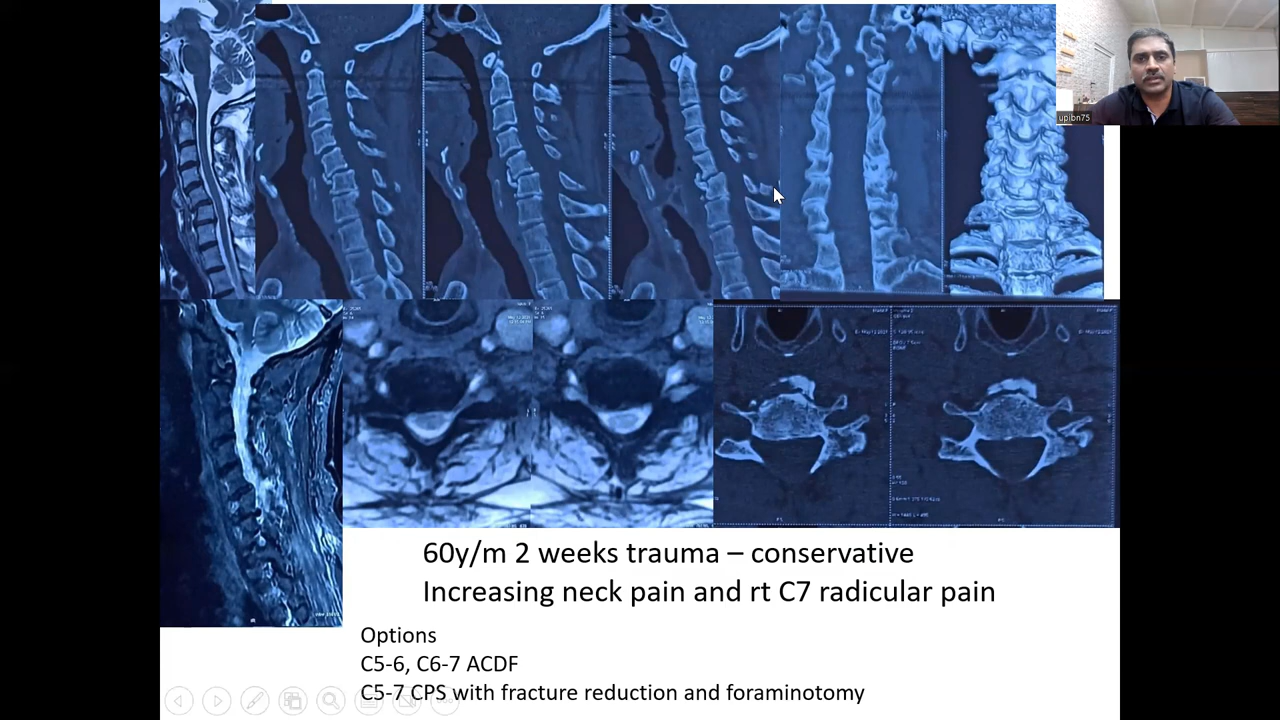 upibn75
60y/m 2 weeks trauma – conservative
Increasing neck pain and rt C7 radicular pain
Options
C5-6, C6-7 ACDF
C5-7 CPS with fracture reduction and foraminotomy